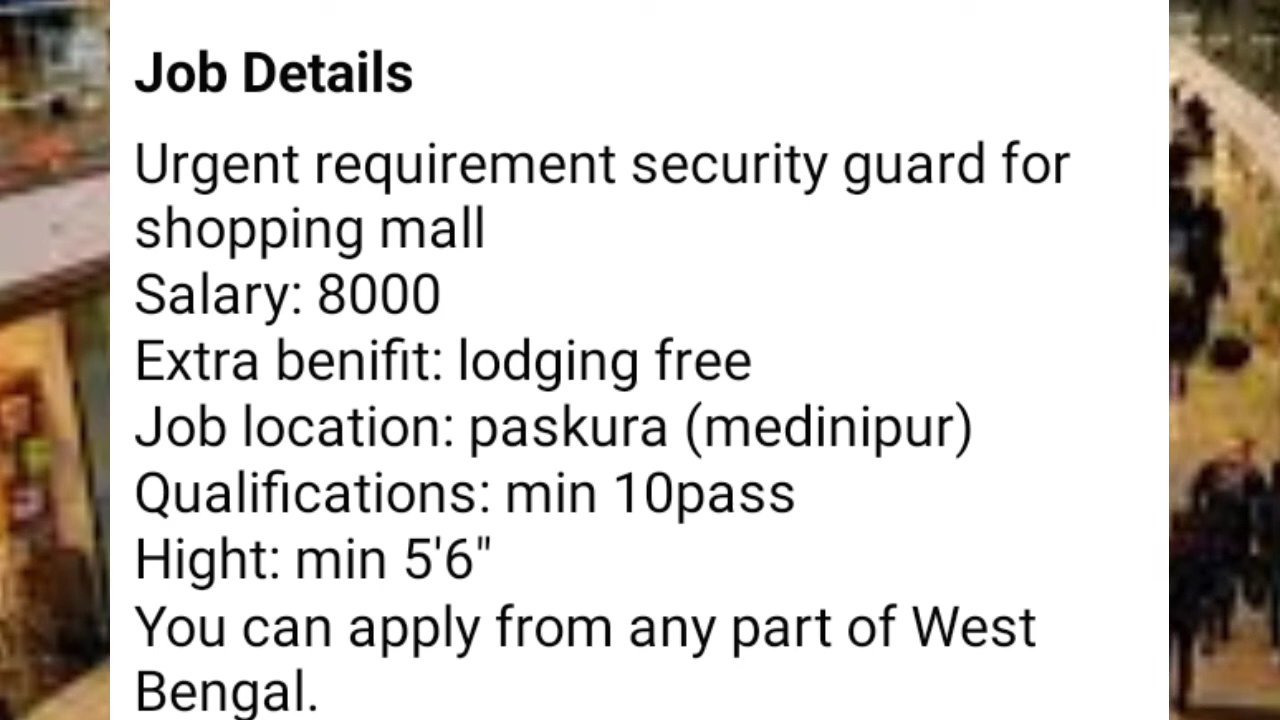 Job Details
Urgent requirement security guard for
shopping mall
Salary: 8000
Extra benifit: lodging free
Job location: paskura (medinipur)
Qualifications: min 10pass
Hight: min 5'6"
You can apply from any part of West
Bengal.